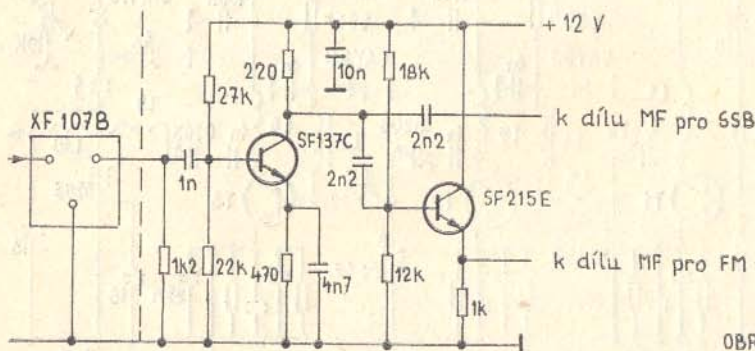 + 12 V
220
10n
18k
27k
XF 107B
SF137C
k dílu MF pro SSB
2n2
1n
2n2
SF215E
1k2
22k
470
4n7
12k
k dílu MF pro FM
1k
OBR